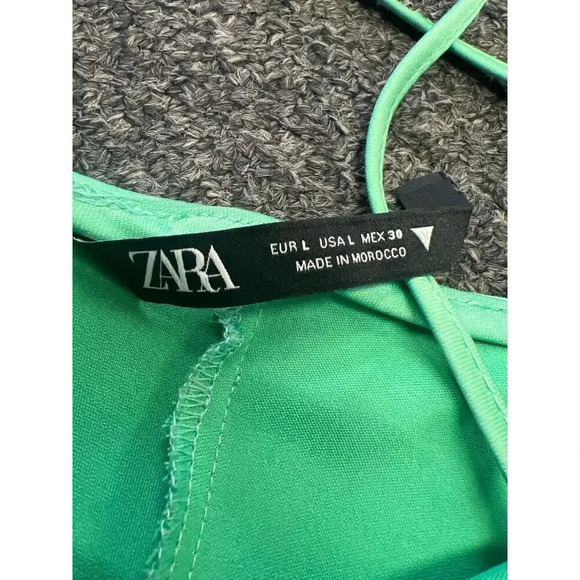 ZARA
EUR L USA L MEX 30
MADE IN MOROCCO